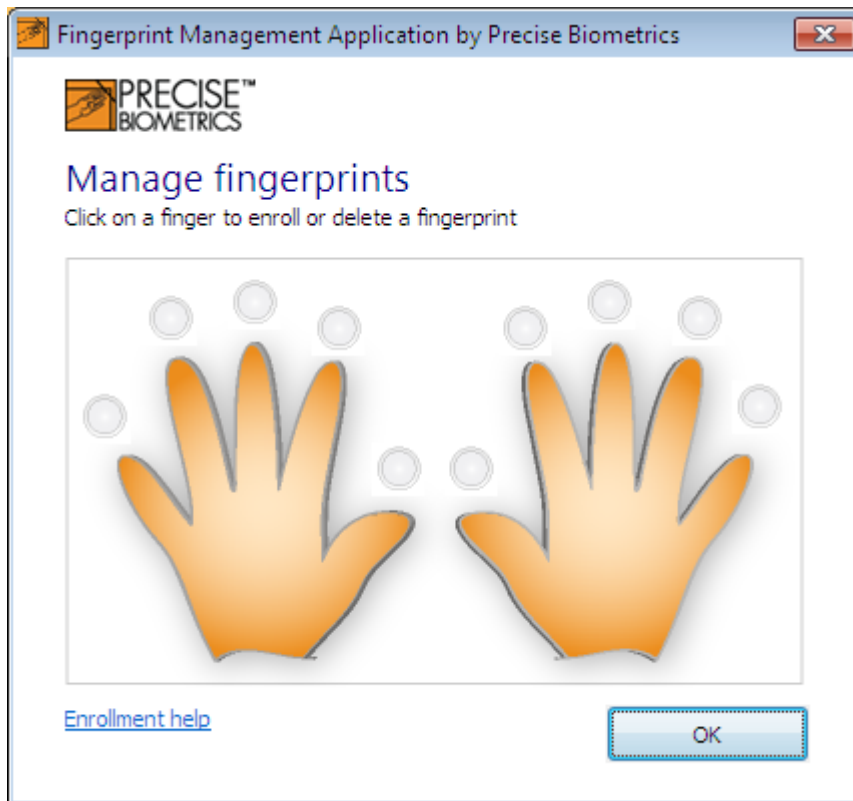 Fingerprint Management Application by Precise Biometrics
PRECISE™
BIOMETRICS
Manage fingerprints
Click on a finger to enroll or delete a fingerprint
Enrollment help
OK